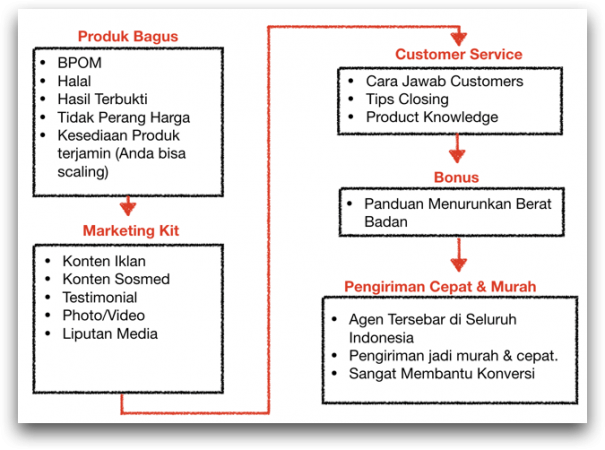 Produk Bagus
• BPOM
• Halal
• Hasil Terbukti
• Tidak Perang Harga
• Kesediaan Produk
terjamin (Anda bisa
scaling)
Marketing Kit
• Konten Iklan
• Konten Sosmed
• Testimonial
• Photo/Video
• Liputan Media
Customer Service
• Cara Jawab Customers
• Tips Closing
• Product Knowledge
Bonus
• Panduan Menurunkan Berat
Badan
Pengiriman Cepat & Murah
• Agen Tersebar di Seluruh
Indonesia
• Pengiriman jadi murah & cepat.
• Sangat Membantu Konversi